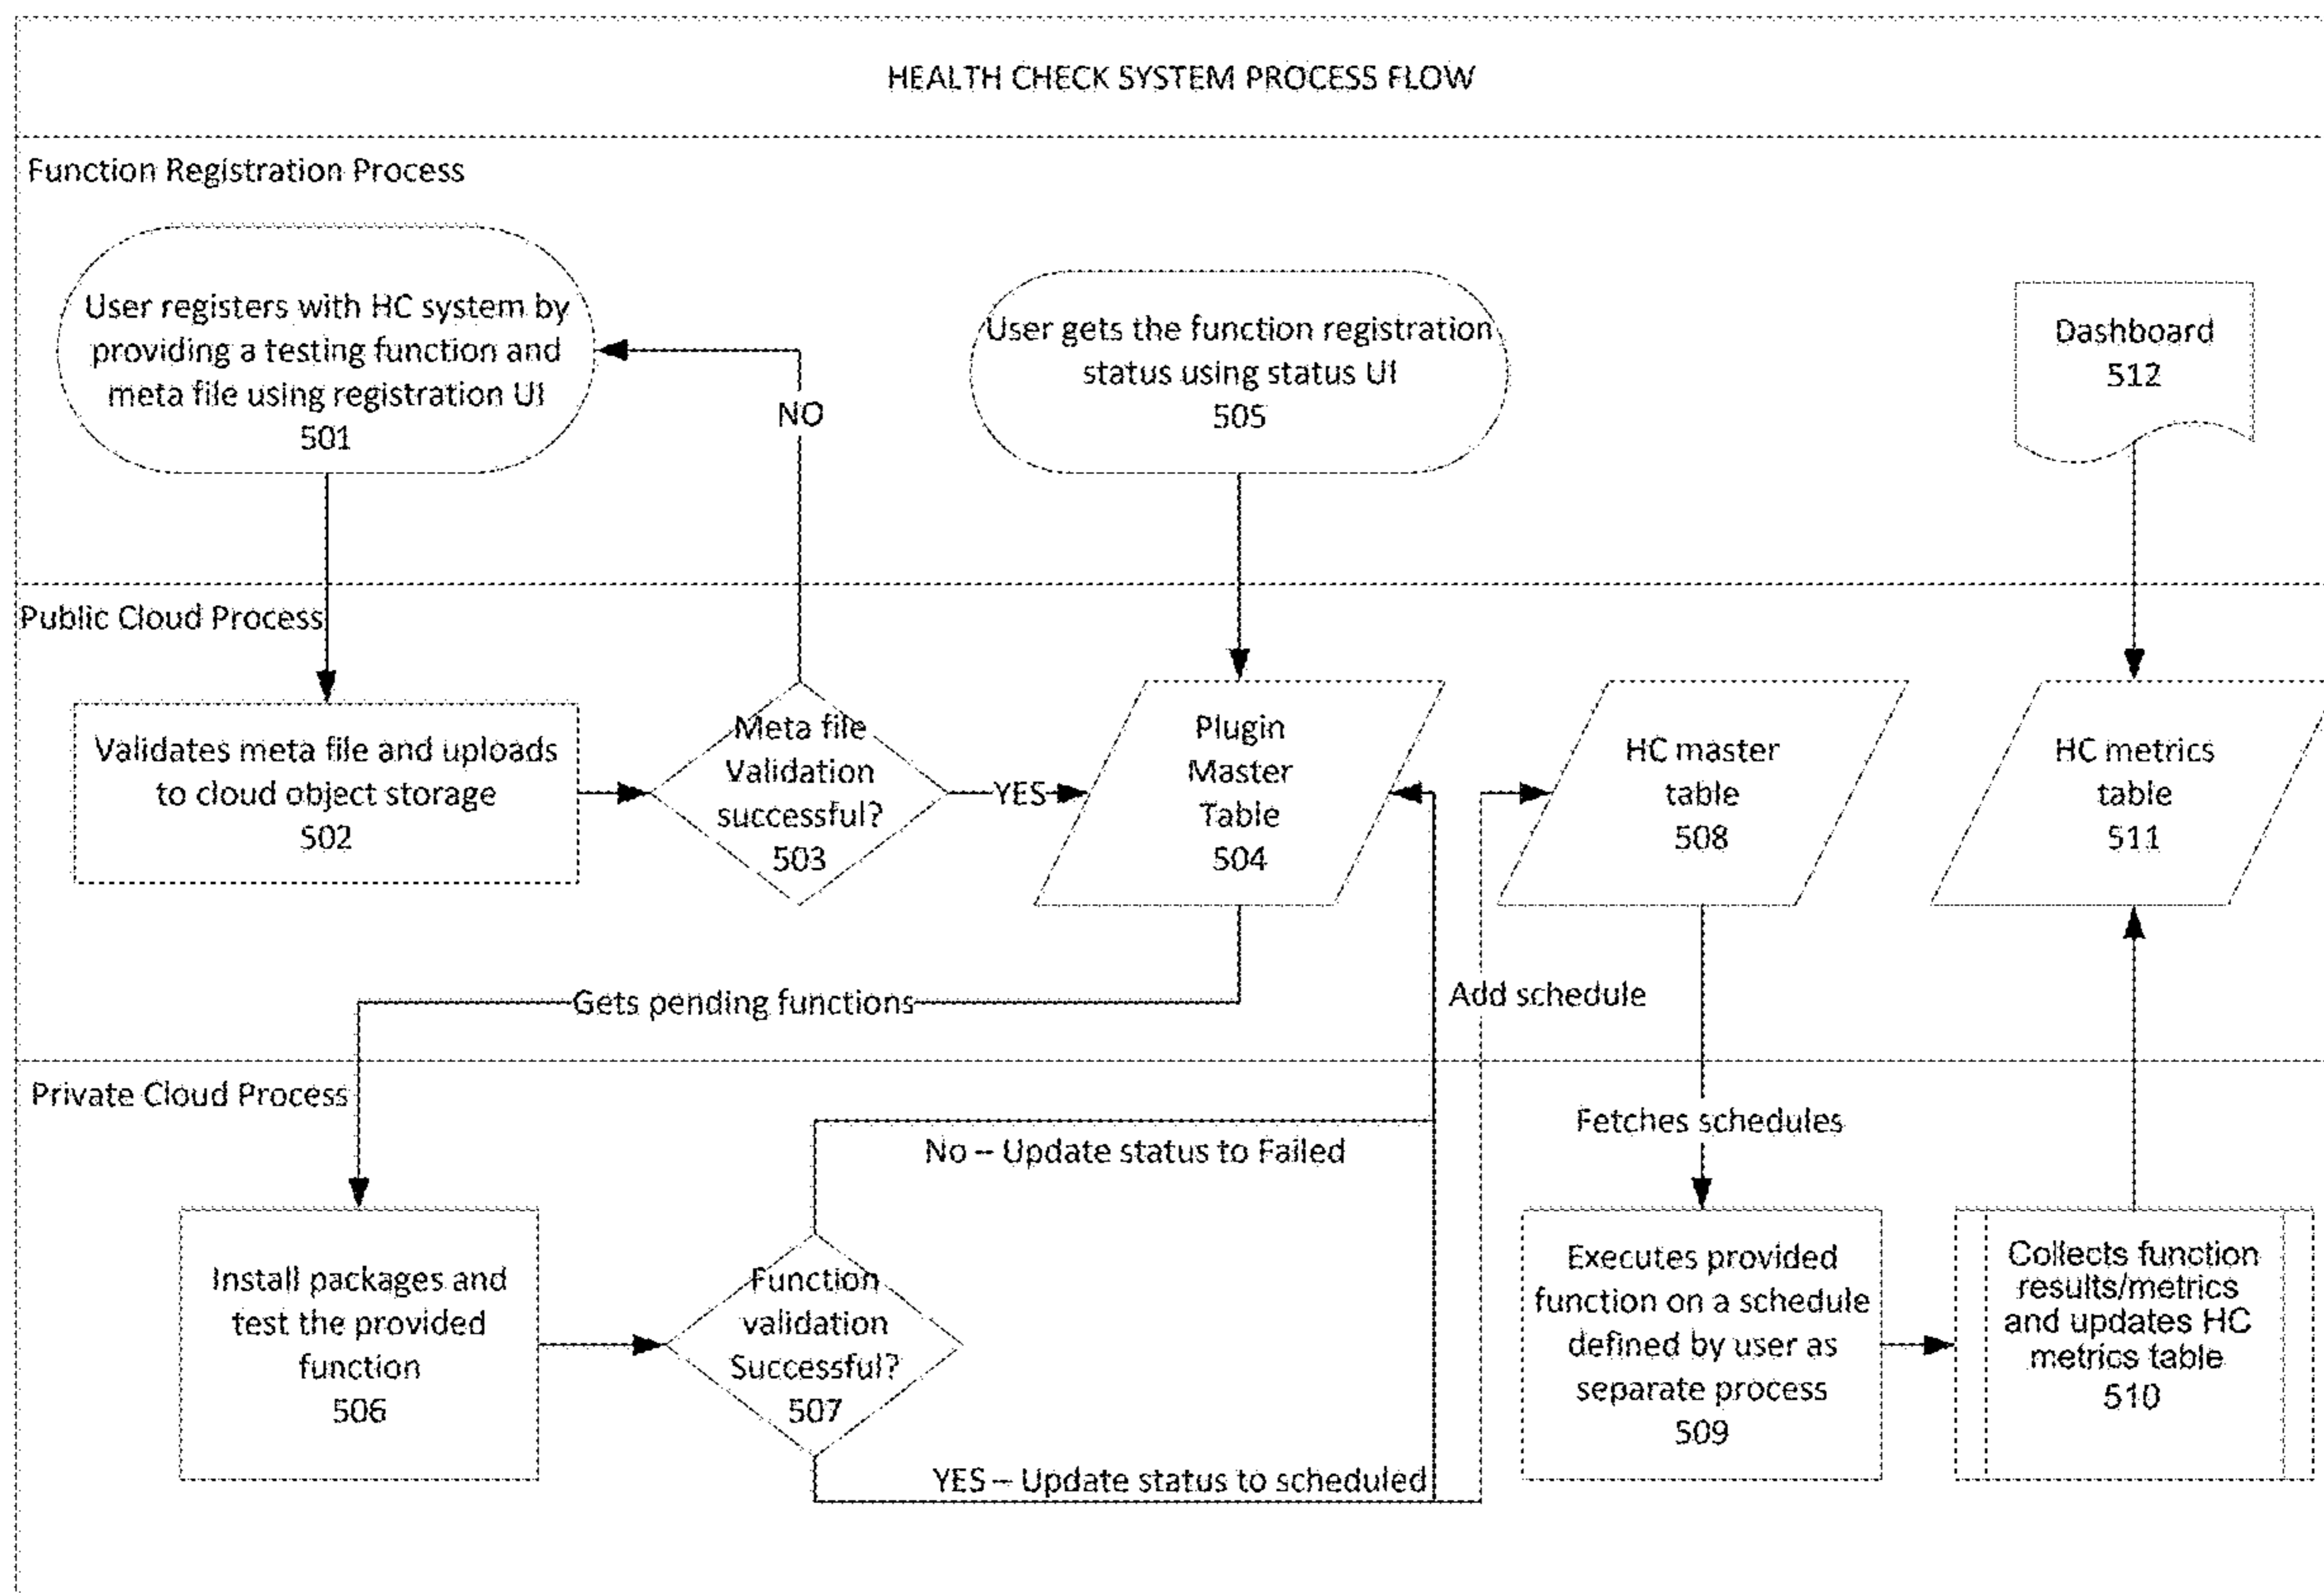 HEALTH CHECK SYSTEM PROCESS FLOW
Function Registration Process
User registers with HC system by
providing a testing function and
meta file using registration UI
501
NO
User gets the function registration
status using status UI
505
Dashboard
512
Public Cloud Process
Validates meta file and uploads
to cloud object storage
502
Meta file
Validation
successful?
503
YES
Plugin
Master
Table
504
HC master
table
508
HC metrics
table
511
Gets pending functions
Add schedule
Private Cloud Process
Fetches schedules
No – Update status to Failed
Install packages and
test the provided
function
506
Function
validation
Successful?
507
YES – Update status to scheduled
Executes provided
function on a schedule
defined by user as
separate process
509
Collects function
results/metrics
and updates HC
metrics table
510